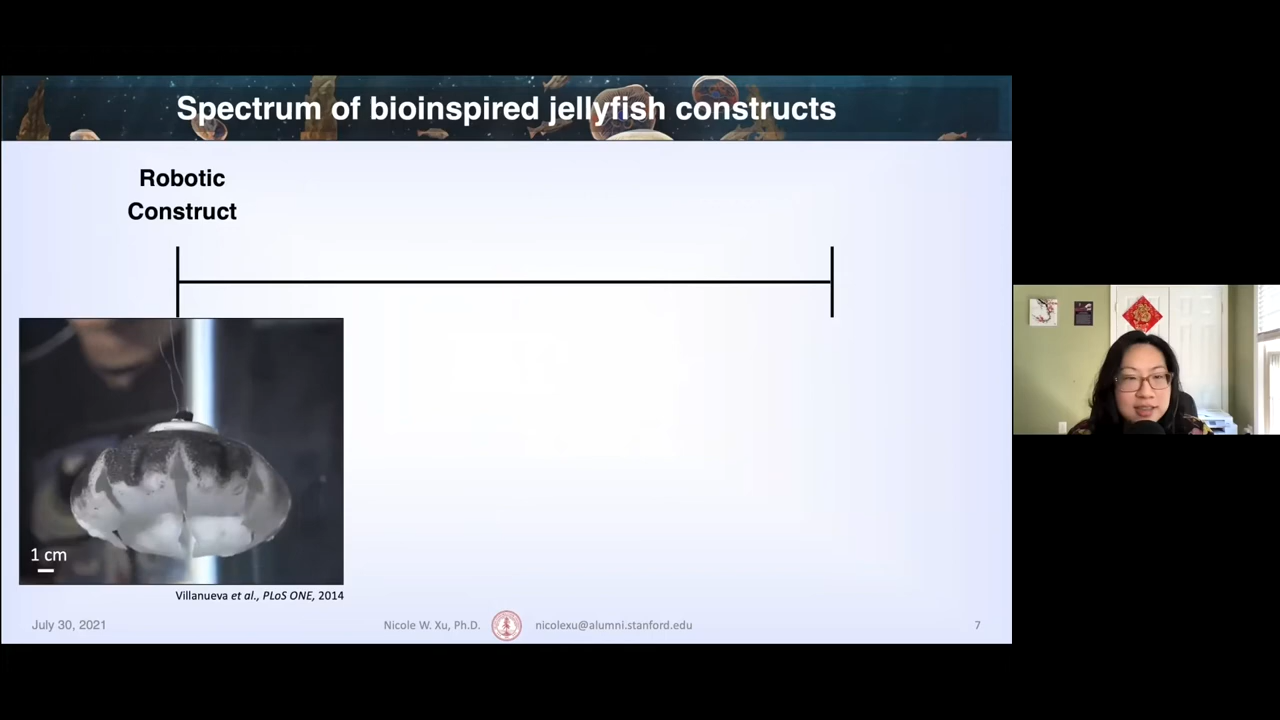 Spectrum of bioinspired jellyfish constructs
Robotic
Construct
1 cm
Villanueva et al., PLoS ONE, 2014
July 30, 2021
Nicole W. Xu, Ph.D.
nicolexu@alumni.stanford.edu
7